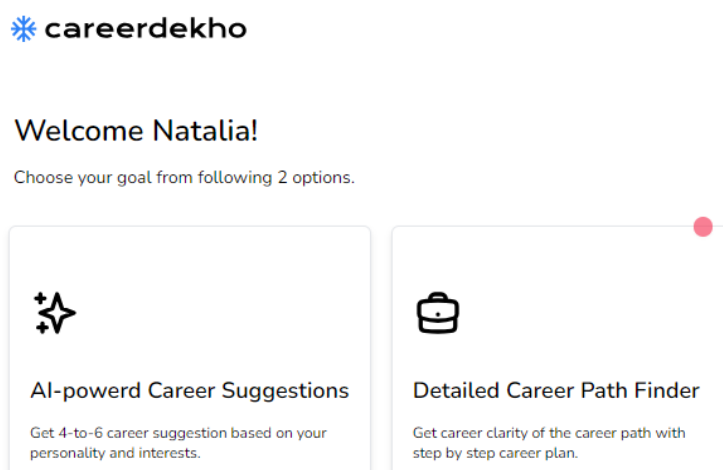 careerdekho
Welcome Natalia!
Choose your goal from following 2 options.
AI-powerd Career Suggestions
Get 4-to-6 career suggestion based on your
personality and interests.
Detailed Career Path Finder
Get career clarity of the career path with
step by step career plan.